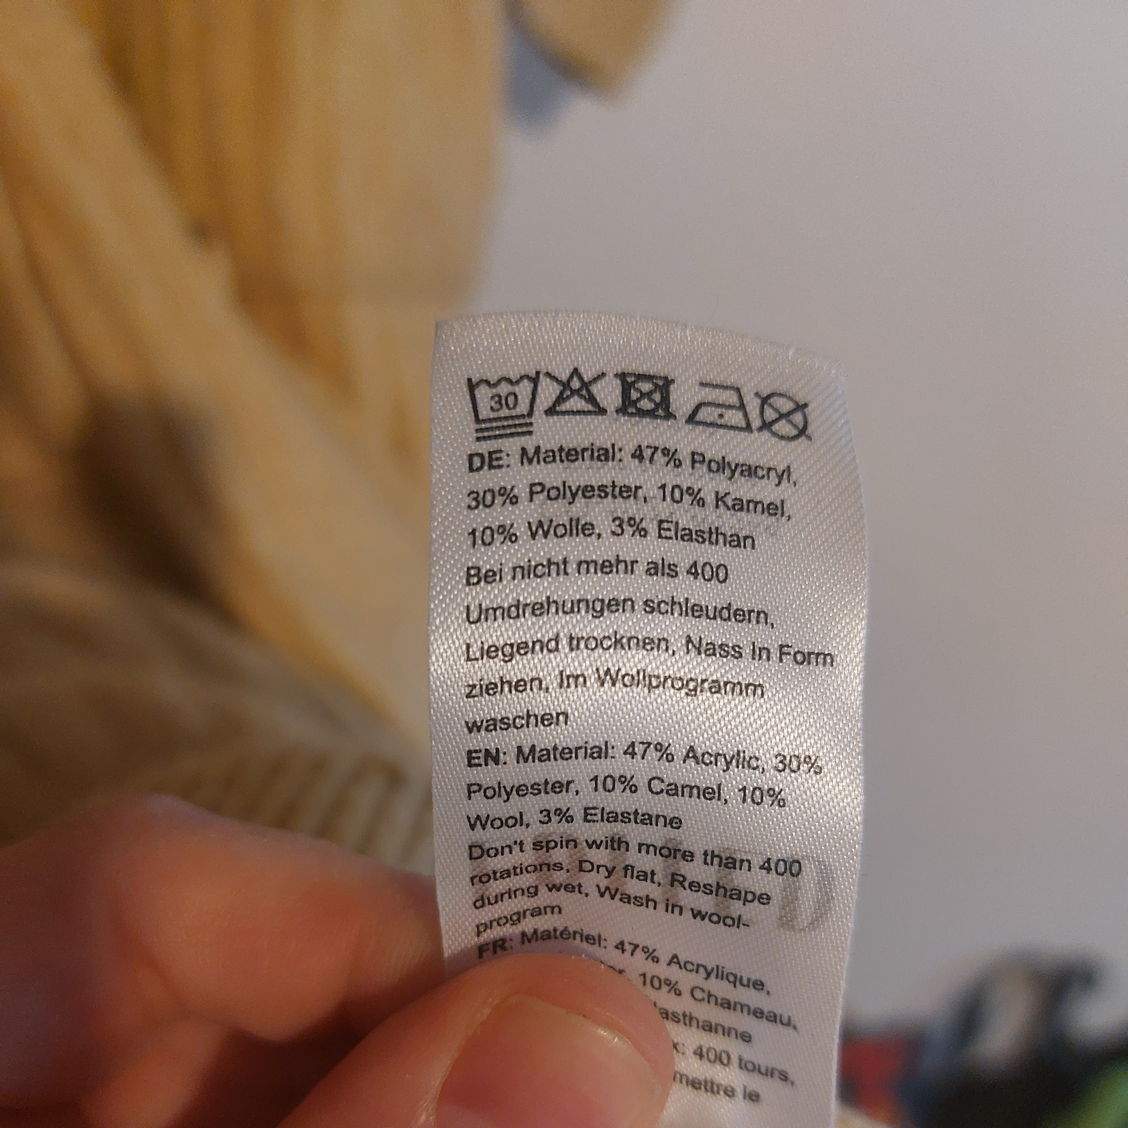 30
DE: Material: 47% Polyacryl,
30% Polyester, 10% Kamel,
10% Wolle, 3% Elasthan
Bei nicht mehr als 400
Umdrehungen schleudern,
Liegend trocknen, Nass In Form
ziehen, Im Wollprogramm
waschen
EN: Material: 47% Acrylic, 30%
Polyester, 10% Camel, 10%
Wool, 3% Elastane
Don't spin with more than 400
rotations, Dry flat, Reshape
during wet, Wash in wool-
program
FR: Matériel: 47% Acrylique,
10% Chameau,
400 tours,
mettre le